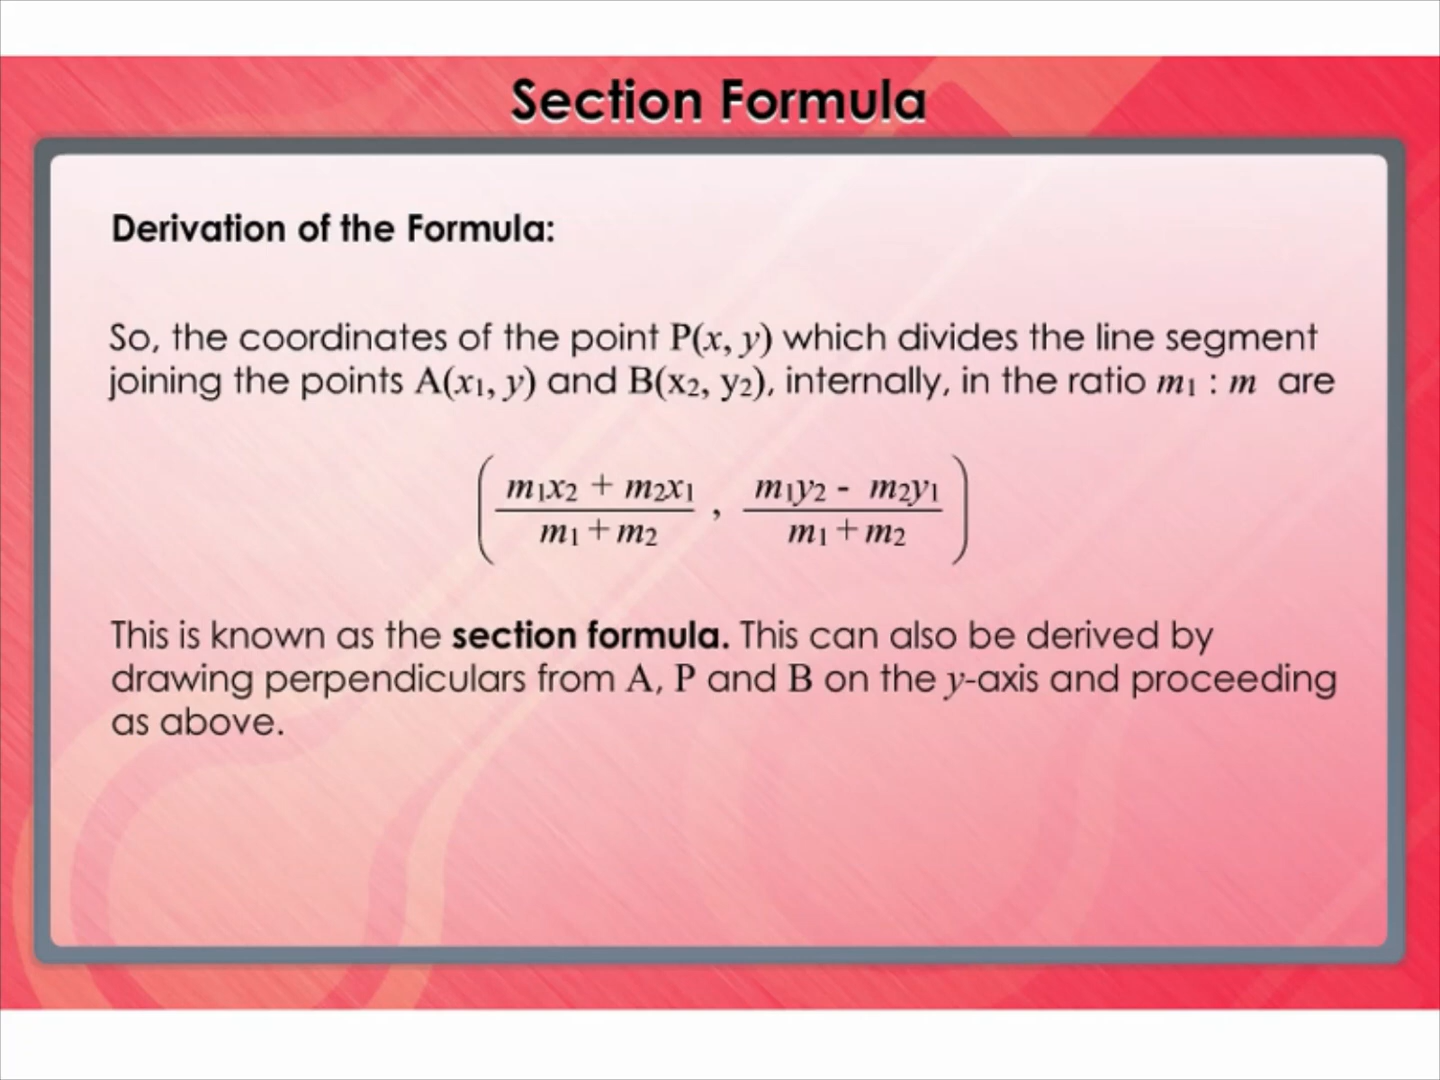 Section Formula
Derivation of the Formula:
So, the coordinates of the point P(x, y) which divides the line segment
joining the points A(x₁, y) and B(x₂, y₂), internally, in the ratio m₁ : m are
( (m₁x₂ + m₂x₁)/(m₁ + m₂) , (m₁y₂ - m₂y₁)/(m₁ + m₂) )
This is known as the section formula. This can also be derived by
drawing perpendiculars from A, P and B on the y-axis and proceeding
as above.